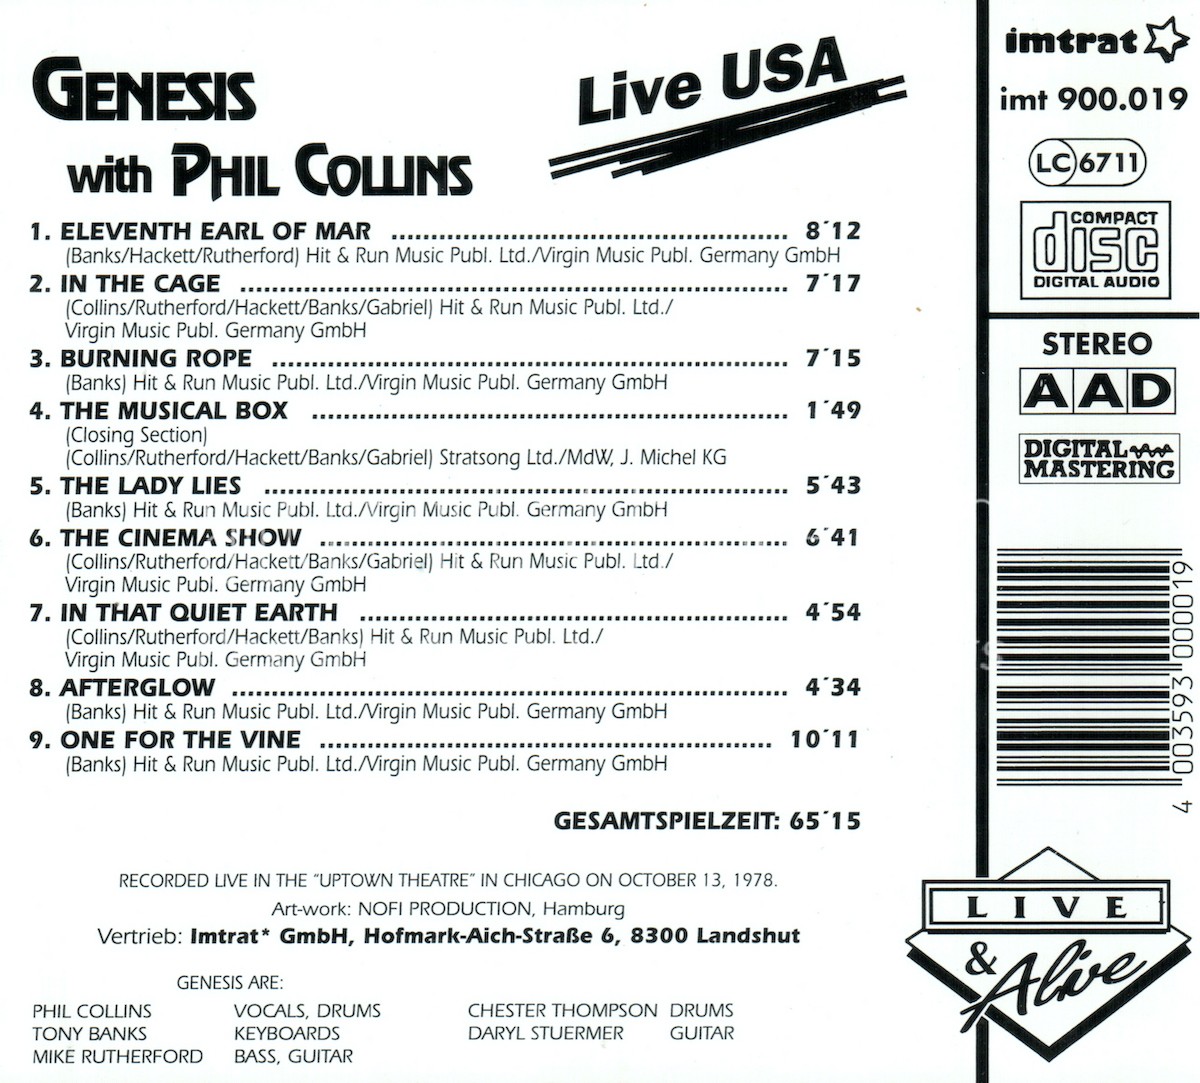 GENESIS
with PHIL COLLINS
Live USA
1. ELEVENTH EARL OF MAR ........................................ 8´12
(Banks/Hackett/Rutherford) Hit & Run Music Publ. Ltd./Virgin Music Publ. Germany GmbH
2. IN THE CAGE ........................................ 7´17
(Collins/Rutherford/Hackett/Banks/Gabriel) Hit & Run Music Publ. Ltd./
Virgin Music Publ. Germany GmbH
3. BURNING ROPE ........................................ 7´15
(Banks) Hit & Run Music Publ. Ltd./Virgin Music Publ. Germany GmbH
4. THE MUSICAL BOX ........................................ 1´49
(Closing Section)
(Collins/Rutherford/Hackett/Banks/Gabriel) Stratsong Ltd./MdW, J. Michel KG
5. THE LADY LIES ........................................ 5´43
(Banks) Hit & Run Music Publ. Ltd./Virgin Music Publ. Germany GmbH
6. THE CINEMA SHOW ........................................ 6´41
(Collins/Rutherford/Hackett/Banks/Gabriel) Hit & Run Music Publ. Ltd./
Virgin Music Publ. Germany GmbH
7. IN THAT QUIET EARTH ........................................ 4´54
(Collins/Rutherford/Hackett/Banks) Hit & Run Music Publ. Ltd./
Virgin Music Publ. Germany GmbH
8. AFTERGLOW ........................................ 4´34
(Banks) Hit & Run Music Publ. Ltd./Virgin Music Publ. Germany GmbH
9. ONE FOR THE VINE ........................................ 10´11
(Banks) Hit & Run Music Publ. Ltd./Virgin Music Publ. Germany GmbH
GESAMTSPIELZEIT: 65´15
RECORDED LIVE IN THE "UPTOWN THEATRE" IN CHICAGO ON OCTOBER 13, 1978.
Art-work: NOFI PRODUCTION, Hamburg
Vertrieb: Imtrat* GmbH, Hofmark-Aich-Straße 6, 8300 Landshut
GENESIS ARE:
PHIL COLLINS VOCALS, DRUMS
TONY BANKS KEYBOARDS
MIKE RUTHERFORD BASS, GUITAR
CHESTER THOMPSON DRUMS
DARYL STUERMER GUITAR
imtrat
imt 900.019
LC 6711
COMPACT
disc
DIGITAL AUDIO
STEREO
AAD
DIGITAL
MASTERING
4 003593 000019
LIVE
& Alive